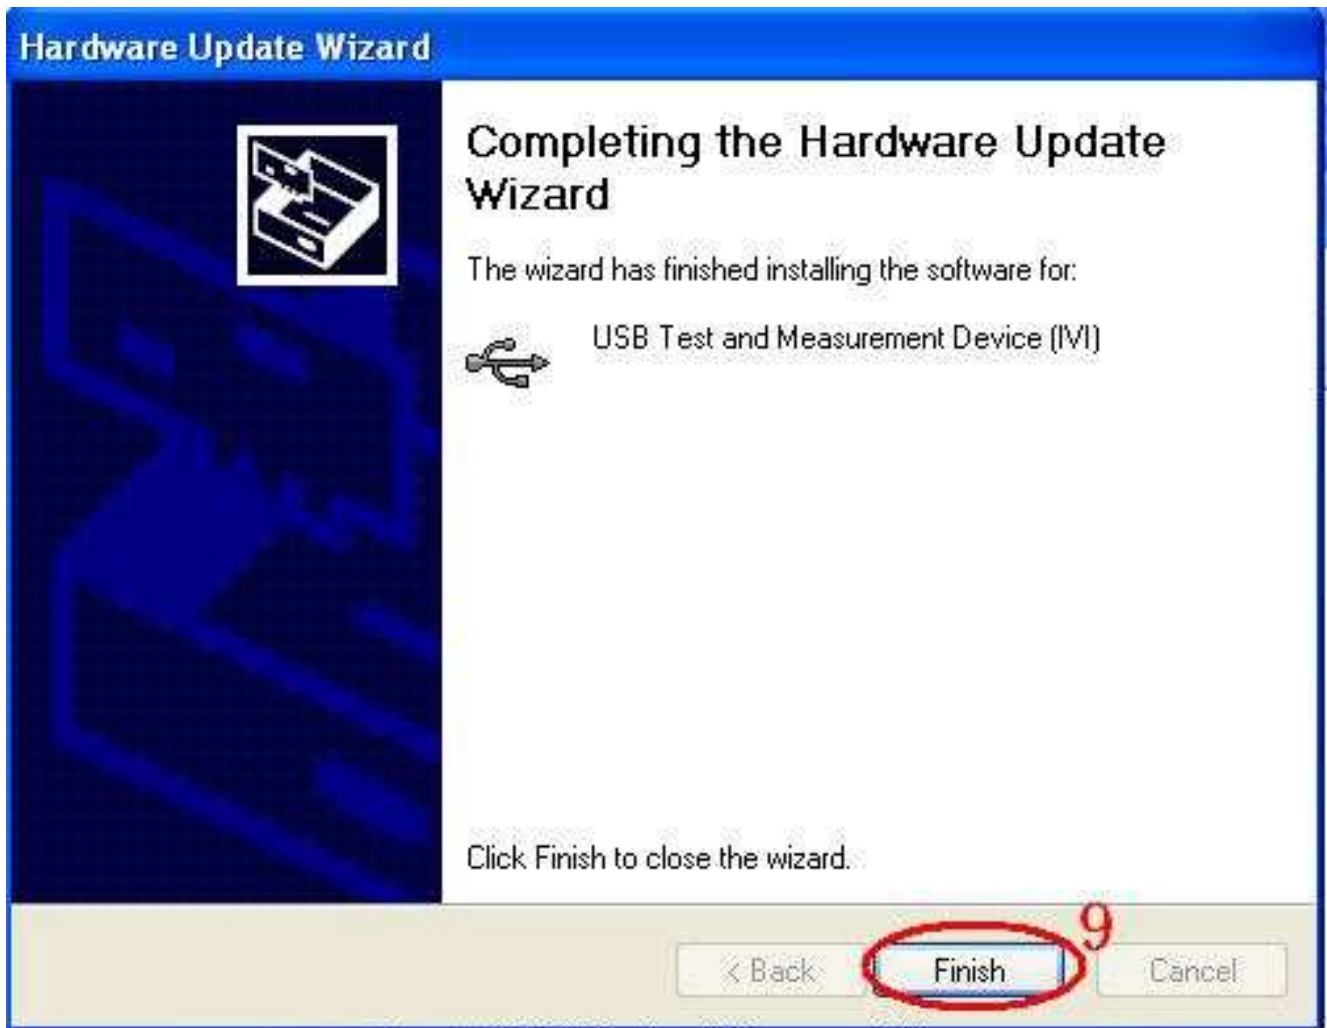 Hardware Update Wizard
Completing the Hardware Update
Wizard
The wizard has finished installing the software for:
USB Test and Measurement Device (IVI)
Click Finish to close the wizard.
9
< Back Finish Cancel